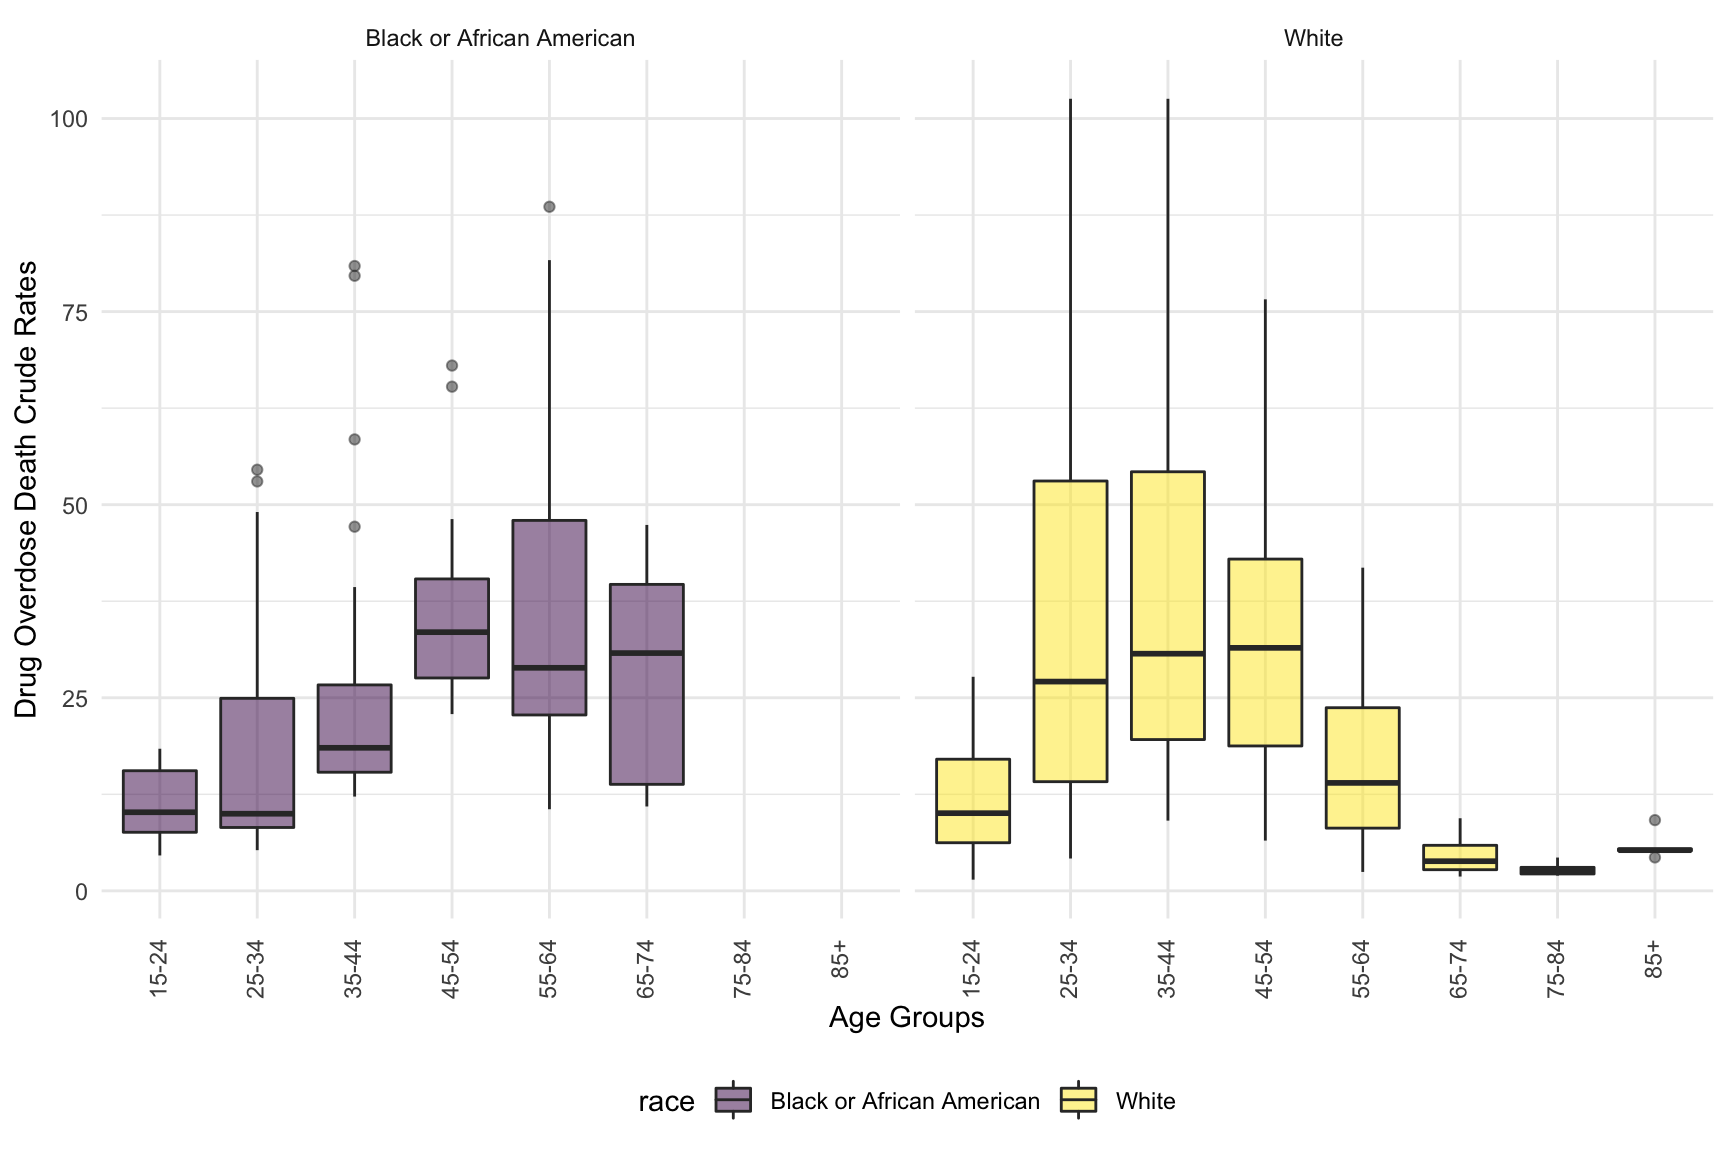 Black or African American White
100
75
50
25
0
Drug Overdose Death Crude Rates
15-24 25-34 35-44 45-54 55-64 65-74 75-84 85+ 15-24 25-34 35-44 45-54 55-64 65-74 75-84 85+
Age Groups
race Black or African American White